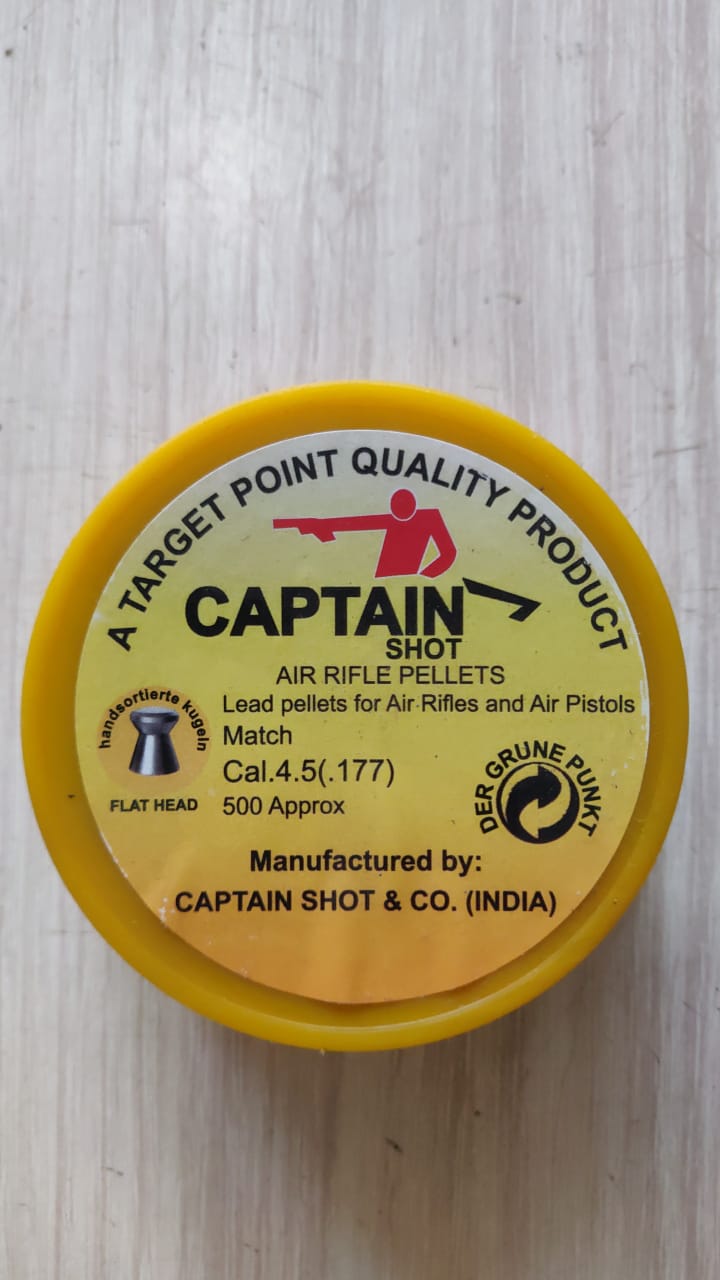 A TARGET POINT QUALITY PRODUCT
CAPTAIN
SHOT
AIR RIFLE PELLETS
Lead pellets for Air Rifles and Air Pistols
handsortierte kugeln
Match
Cal.4.5(.177)
FLAT HEAD
500 Approx
DER GRUNE PUNKT
Manufactured by:
CAPTAIN SHOT & CO. (INDIA)